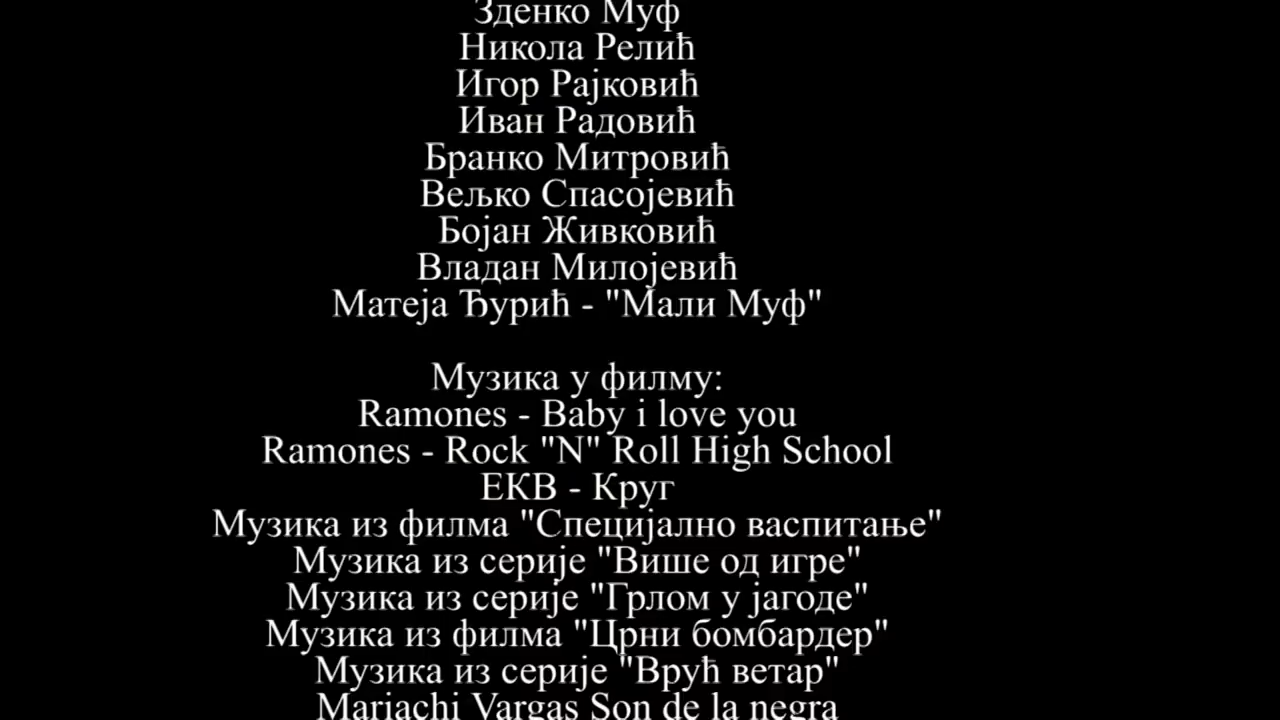 Зденко Муф
Никола Релић
Игор Рајковић
Иван Радовић
Бранко Митровић
Вељко Спасојевић
Бојан Живковић
Владан Милојевић
Матеја Ђурић - "Мали Муф"
Музика у филму:
Ramones - Baby i love you
Ramones - Rock "N" Roll High School
ЕКВ - Круг
Музика из филма "Специјално васпитање"
Музика из серије "Више од игре"
Музика из серије "Грлом у јагоде"
Музика из филма "Црни бомбардер"
Музика из серије "Врућ ветар"
Mariachi Vargas Son de la negra